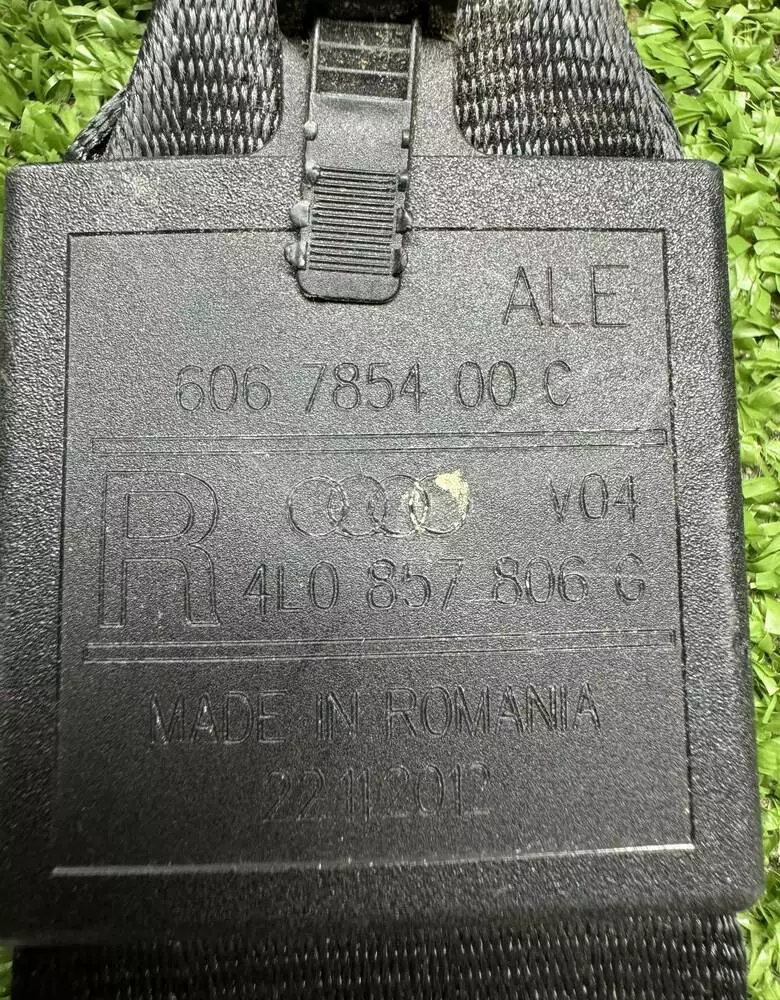 ALE
606 7854 00 C
R
V04
4L0 857 806 G
MADE IN ROMANIA
22.11.2012